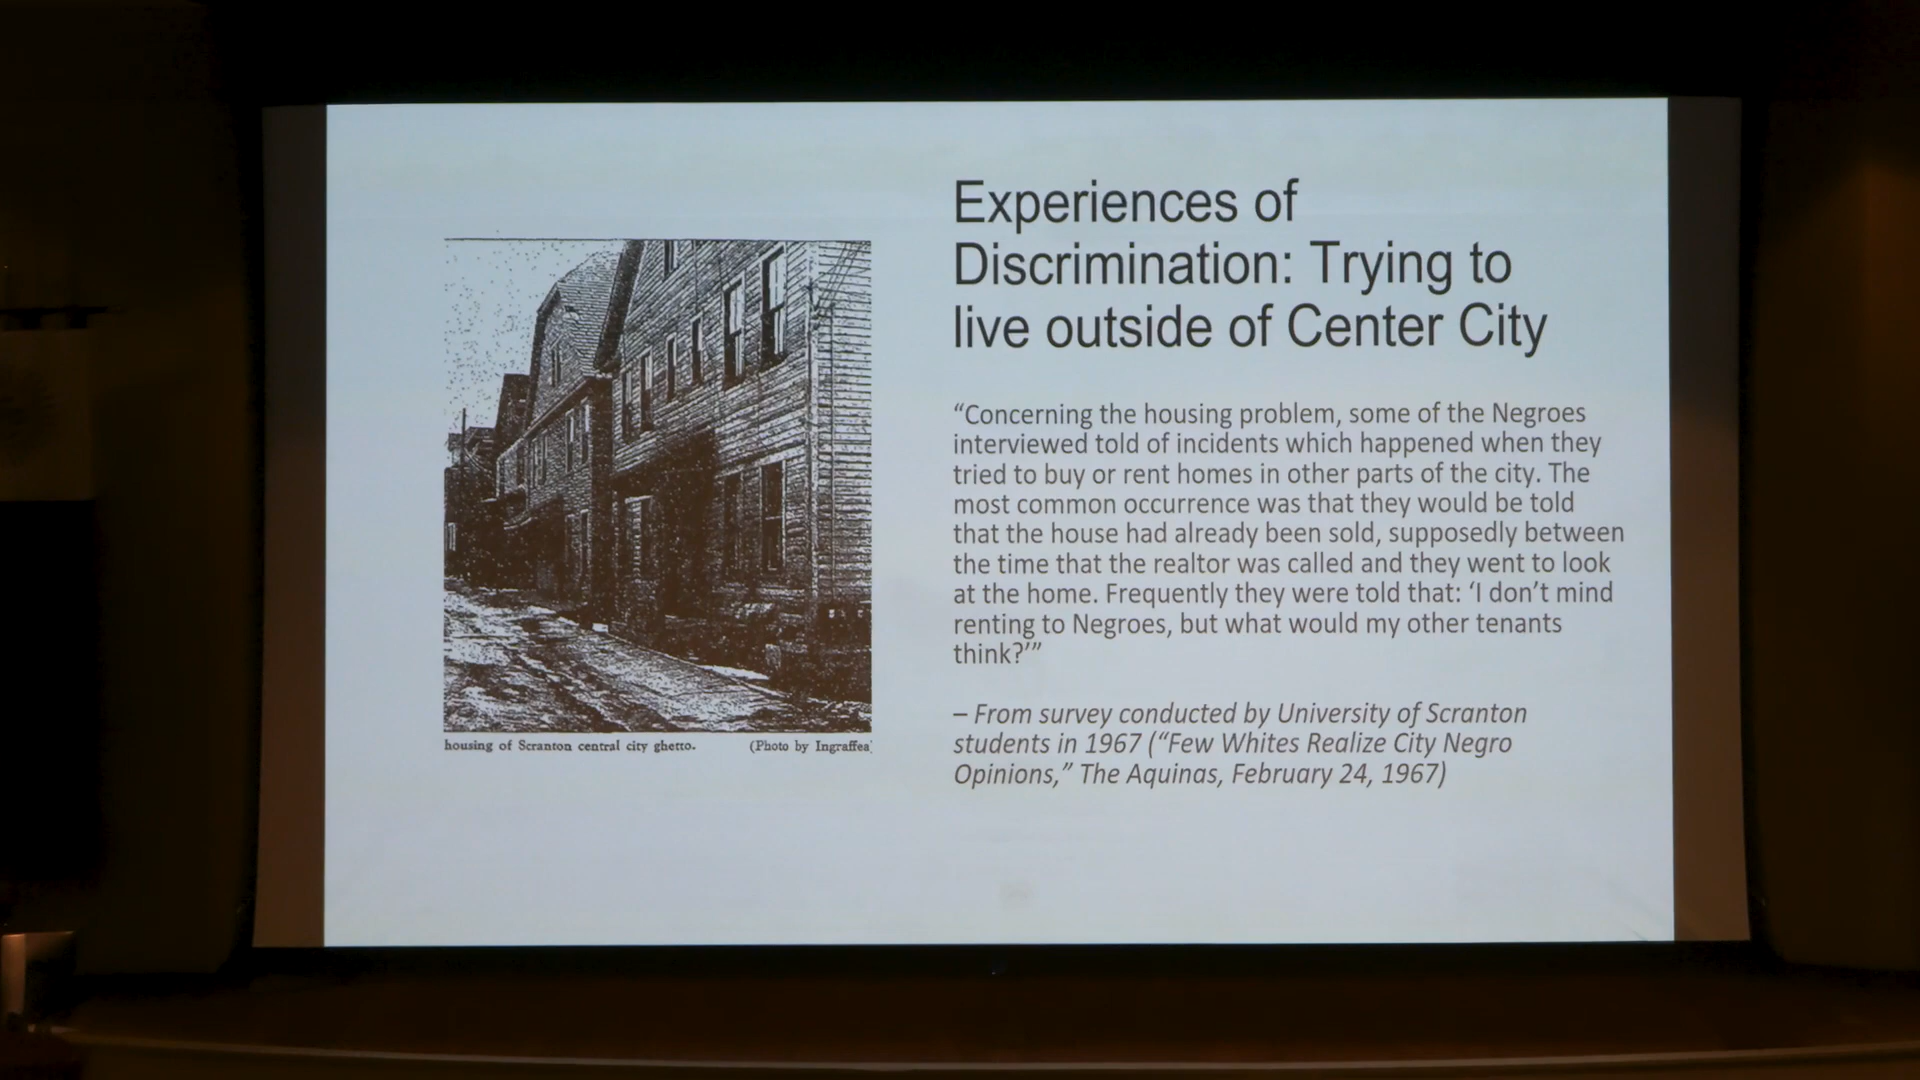 Experiences of
Discrimination: Trying to
live outside of Center City
“Concerning the housing problem, some of the Negroes
interviewed told of incidents which happened when they
tried to buy or rent homes in other parts of the city. The
most common occurrence was that they would be told
that the house had already been sold, supposedly between
the time that the realtor was called and they went to look
at the home. Frequently they were told that: ‘I don’t mind
renting to Negroes, but what would my other tenants
think?’”
– From survey conducted by University of Scranton
students in 1967 (“Few Whites Realize City Negro
Opinions,” The Aquinas, February 24, 1967)
housing of Scranton central city ghetto. (Photo by Ingraffea)